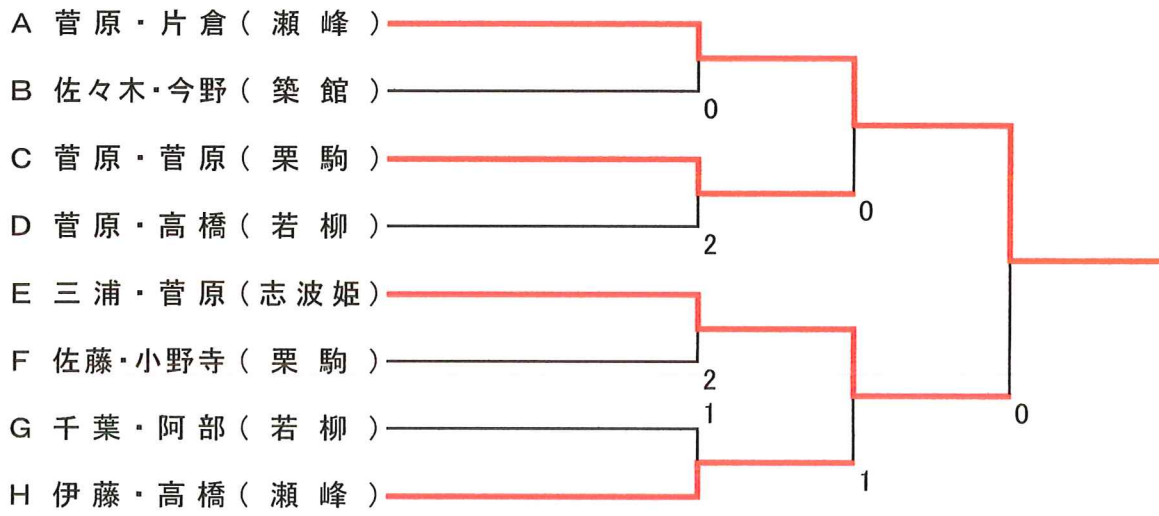 A 菅原・片倉(瀬峰)
B 佐々木・今野(築館)
0
C 菅原・菅原(栗駒)
0
D 菅原・高橋(若柳)
2
E 三浦・菅原(志波姫)
F 佐藤・小野寺(栗駒)
2
0
1
G 千葉・阿部(若柳)
1
H 伊藤・高橋(瀬峰)